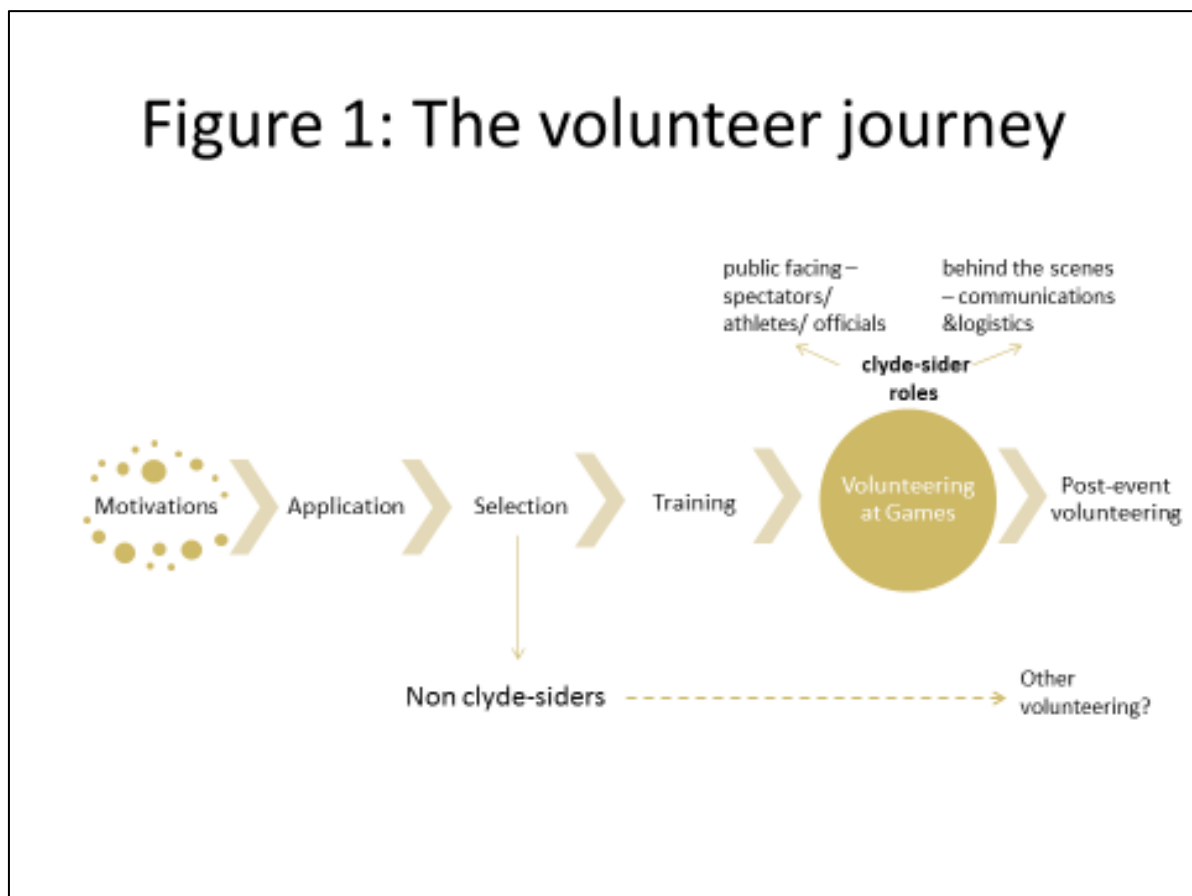 Figure 1: The volunteer journey
public facing –
spectators/
athletes/ officials
behind the scenes
– communications
&logistics
clyde-sider
roles
Motivations
Application
Selection
Training
Volunteering
at Games
Post-event
volunteering
Non clyde-siders
Other
volunteering?